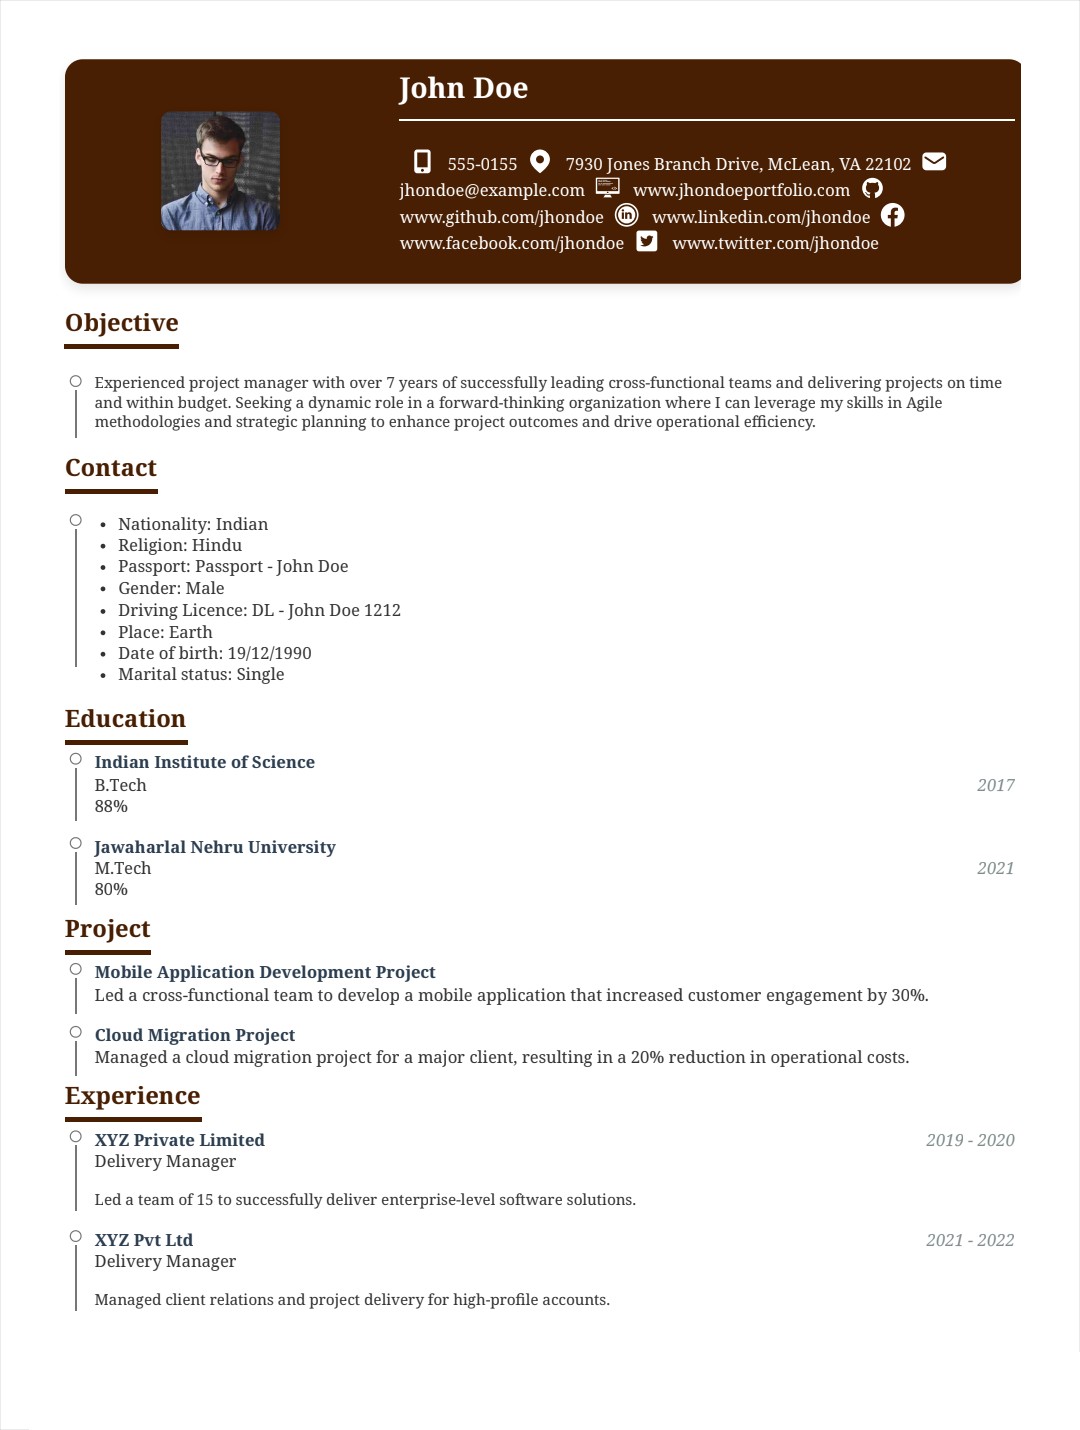 John Doe
555-0155 7930 Jones Branch Drive, McLean, VA 22102
jhondoe@example.com www.jhondoeportfolio.com
www.github.com/jhondoe www.linkedin.com/jhondoe
www.facebook.com/jhondoe www.twitter.com/jhondoe
Objective
Experienced project manager with over 7 years of successfully leading cross-functional teams and delivering projects on time
and within budget. Seeking a dynamic role in a forward-thinking organization where I can leverage my skills in Agile
methodologies and strategic planning to enhance project outcomes and drive operational efficiency.
Contact
• Nationality: Indian
• Religion: Hindu
• Passport: Passport - John Doe
• Gender: Male
• Driving Licence: DL - John Doe 1212
• Place: Earth
• Date of birth: 19/12/1990
• Marital status: Single
Education
Indian Institute of Science
B.Tech 2017
88%
Jawaharlal Nehru University
M.Tech 2021
80%
Project
Mobile Application Development Project
Led a cross-functional team to develop a mobile application that increased customer engagement by 30%.
Cloud Migration Project
Managed a cloud migration project for a major client, resulting in a 20% reduction in operational costs.
Experience
XYZ Private Limited 2019 - 2020
Delivery Manager
Led a team of 15 to successfully deliver enterprise-level software solutions.
XYZ Pvt Ltd 2021 - 2022
Delivery Manager
Managed client relations and project delivery for high-profile accounts.